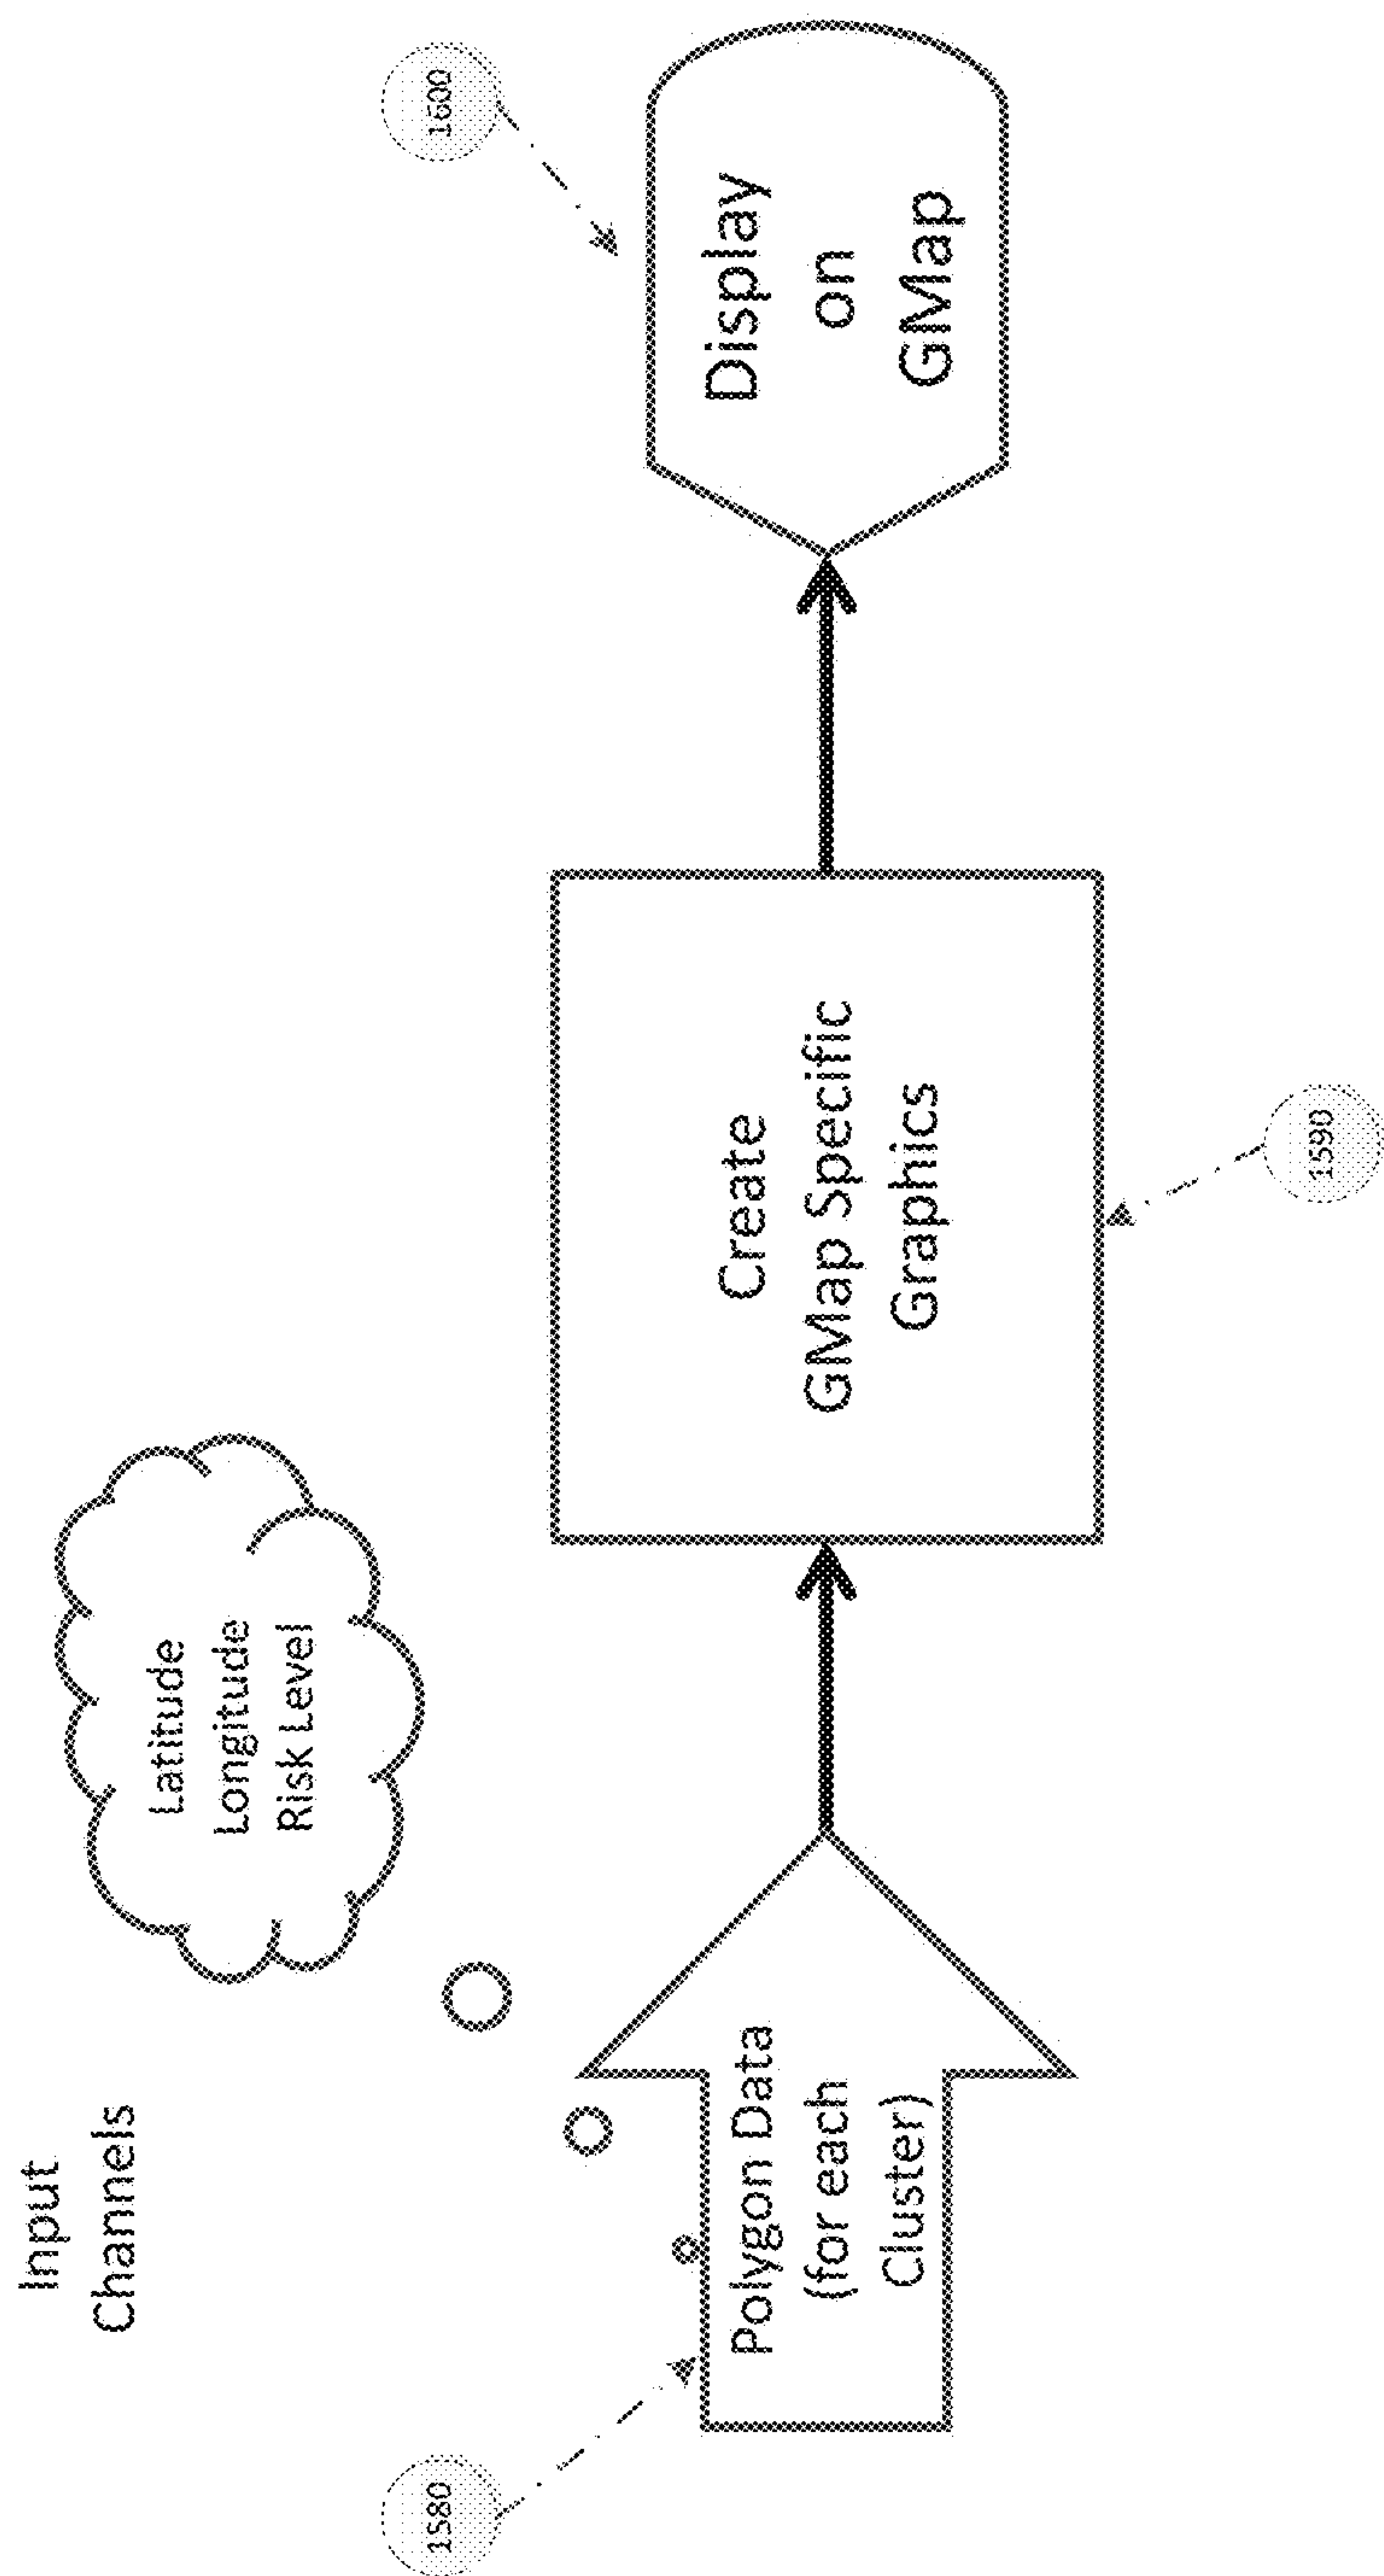 Input
Channels
Latitude
Longitude
Risk Level
1580
Polygon Data
(for each
Cluster)
Create
GMap Specific
Graphics
1590
1600
Display
on
GMap